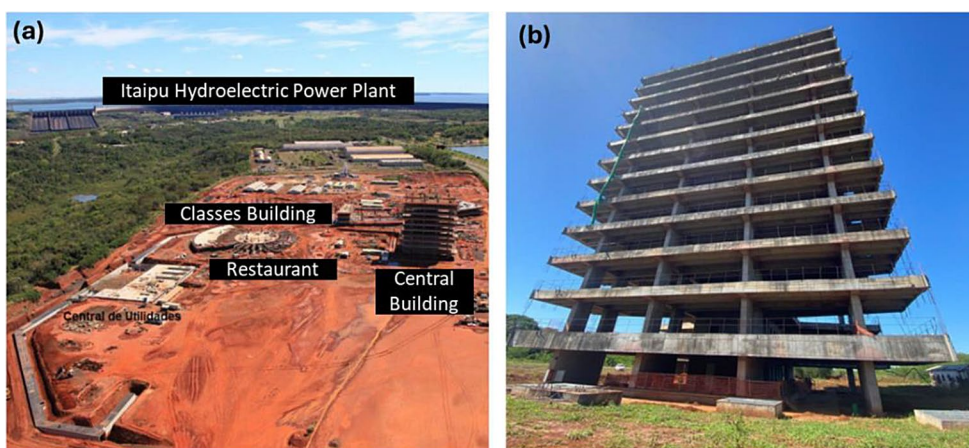 (a)
Itaipu Hydroelectric Power Plant
Classes Building
Restaurant
Central
Building
Central de Utilidades
(b)